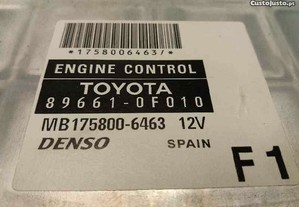 CustoJusto.pt
*1758006463/*
ENGINE CONTROL
TOYOTA
89661-0F010
MB175800-6463 12V
DENSO SPAIN
F1